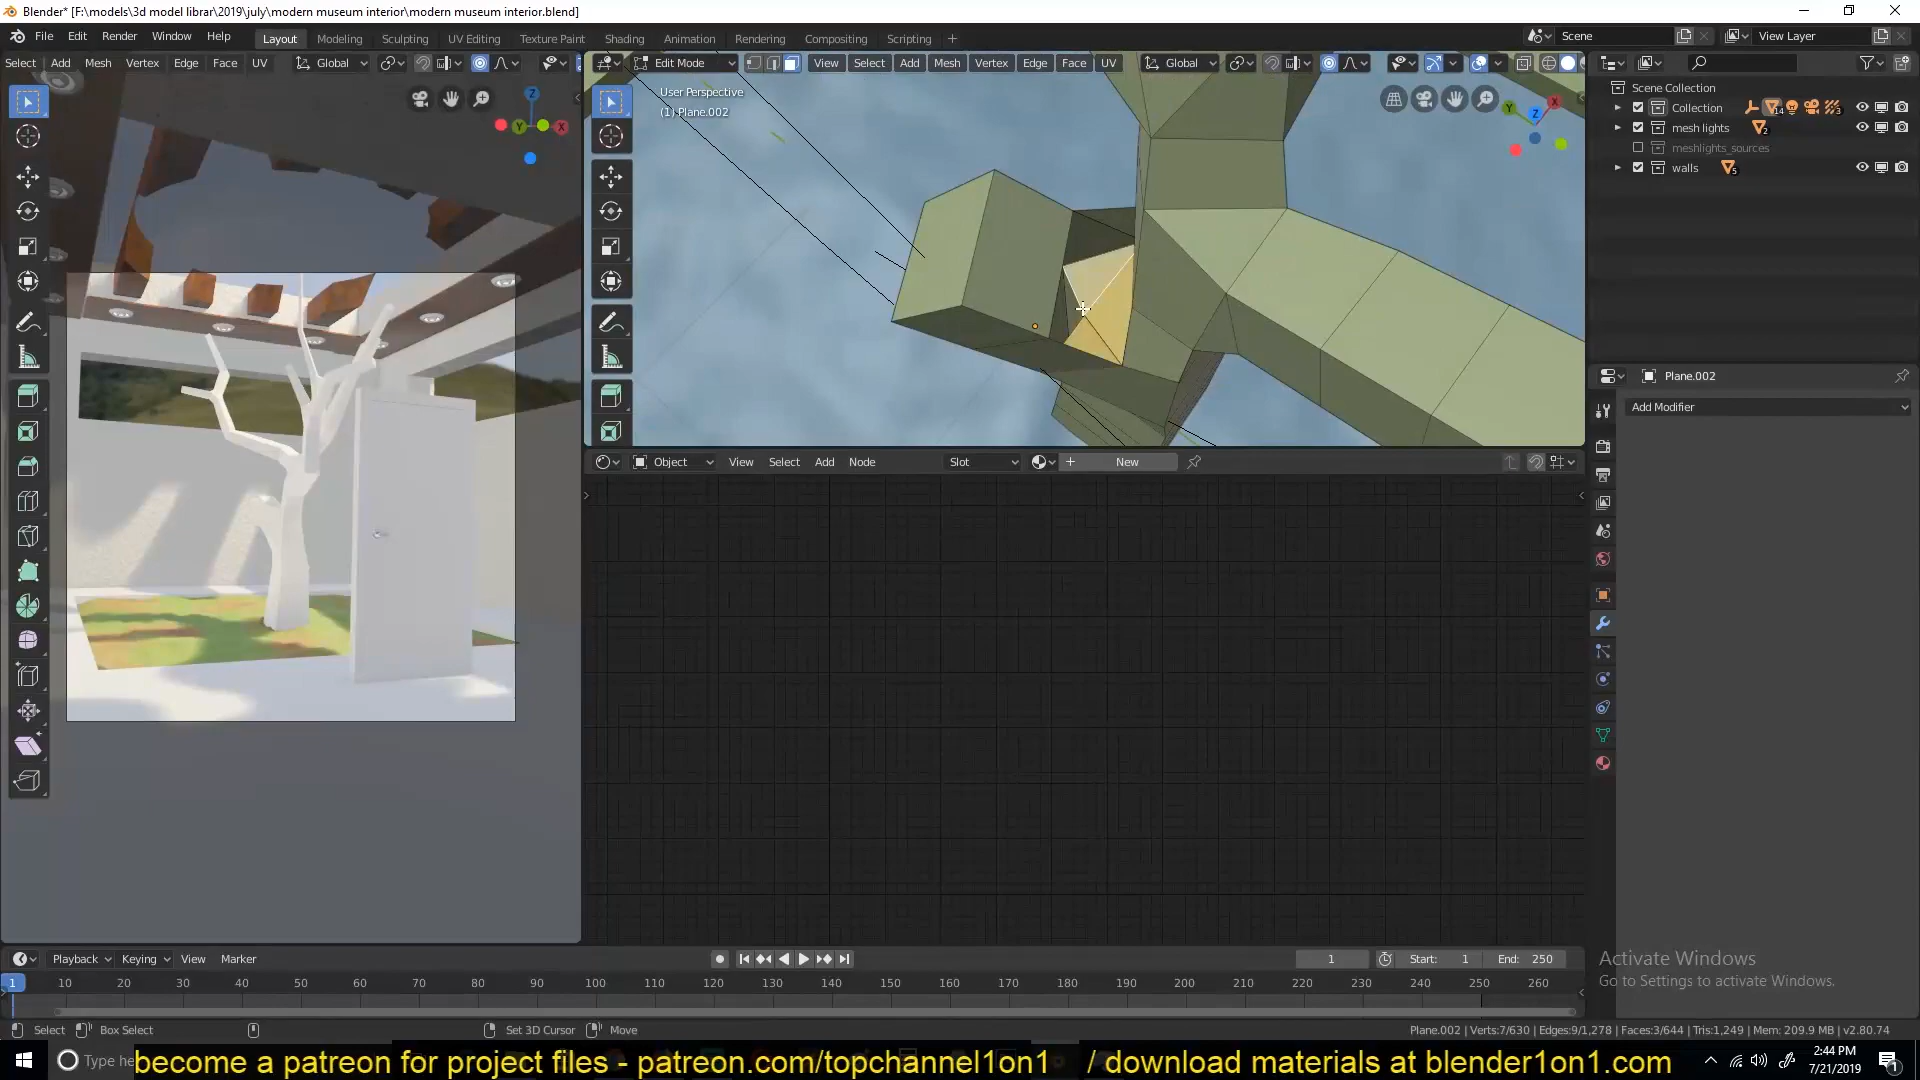 Blender* [F:\models\3d model librar\2019\july\modern museum interior\modern museum interior.blend]
File Edit Render Window Help Layout Modeling Sculpting UV Editing Texture Paint Shading Animation Rendering Compositing Scripting Scene View Layer
Select Add Mesh Vertex Edge Face UV Global Edit Mode View Select Add Mesh Vertex Edge Face UV Global
Scene Collection
User Perspective
(1) Plane.002
Collection 14 3
mesh lights 2
meshlights_sources
walls 5
Z
Y X
X Y Z
Plane.002
Add Modifier
Object View Select Add Node Slot New
Playback Keying View Marker 1 Start: 1 End: 250
1 10 20 30 40 50 60 70 80 90 100 110 120 130 140 150 160 170 180 190 200 210 220 230 240 250 260
Activate Windows
Go to Settings to activate Windows.
Select Box Select Set 3D Cursor Move Plane.002 | Verts:7/630 | Edges:9/1,278 | Faces:3/644 | Tris:1,249 | Mem: 209.9 MB | v2.80.74
Type he
become a patreon for project files - patreon.com/topchannel1on1 / download materials at blender1on1.com
2:44 PM
7/21/2019
1